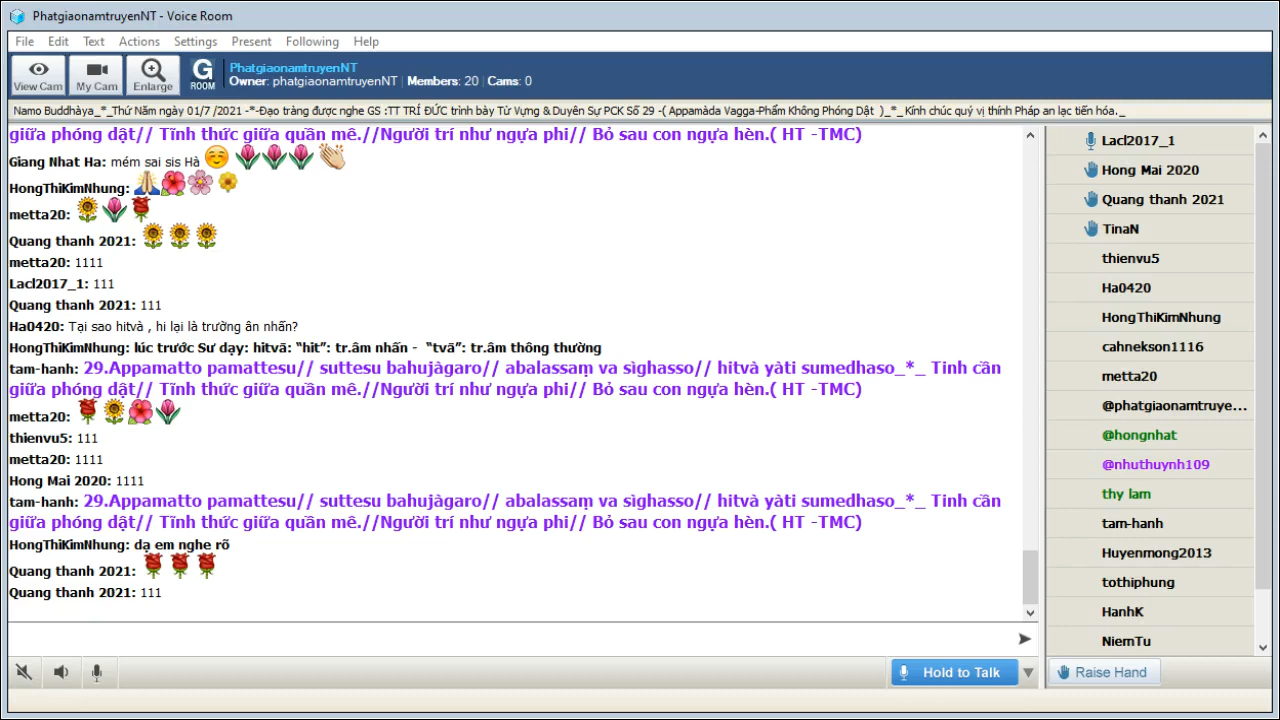 PhatgiaonamtruyenNT - Voice Room
File Edit Text Actions Settings Present Following Help
View Cam My Cam Enlarge G ROOM
PhatgiaonamtruyenNT
Owner: phatgiaonamtruyenNT Members: 20 Cams: 0
Namo Buddhàya_*_Thứ Năm ngày 01/7 /2021 -*-Đạo tràng được nghe GS :TT TRÍ ĐỨC trình bày Từ Vựng & Duyên Sự PCK Số 29 -( Appamàda Vagga-Phẩm Không Phóng Dật )_*_ Kính chúc quý vị thính Pháp an lạc tiến hóa._
giữa phóng dật// Tĩnh thức giữa quần mê.//Người trí như ngựa phi// Bỏ sau con ngựa hèn.( HT -TMC)
Giang Nhat Ha: mém sai sis Hà
HongThiKimNhung:
metta20:
Quang thanh 2021:
metta20: 1111
Lacl2017_1: 111
Quang thanh 2021: 111
Ha0420: Tại sao hitvà , hi lại là trường ân nhấn?
HongThiKimNhung: lúc trước Sư dạy: hitvā: “hit”: tr.âm nhấn - “tvā”: tr.âm thông thường
tam-hanh: 29.Appamatto pamattesu// suttesu bahujàgaro// abalassaṃ va sìghasso// hitvà yàti sumedhaso_*_ Tinh cần
giữa phóng dật// Tĩnh thức giữa quần mê.//Người trí như ngựa phi// Bỏ sau con ngựa hèn.( HT -TMC)
metta20:
thienvu5: 111
metta20: 1111
Hong Mai 2020: 1111
tam-hanh: 29.Appamatto pamattesu// suttesu bahujàgaro// abalassaṃ va sìghasso// hitvà yàti sumedhaso_*_ Tinh cần
giữa phóng dật// Tĩnh thức giữa quần mê.//Người trí như ngựa phi// Bỏ sau con ngựa hèn.( HT -TMC)
HongThiKimNhung: dạ em nghe rõ
Quang thanh 2021:
Quang thanh 2021: 111
Hold to Talk
Lacl2017_1
Hong Mai 2020
Quang thanh 2021
TinaN
thienvu5
Ha0420
HongThiKimNhung
cahnekson1116
metta20
@phatgiaonamtruye...
@hongnhat
@nhuthuynh109
thy lam
tam-hanh
Huyenmong2013
tothiphung
HanhK
NiemTu
Raise Hand